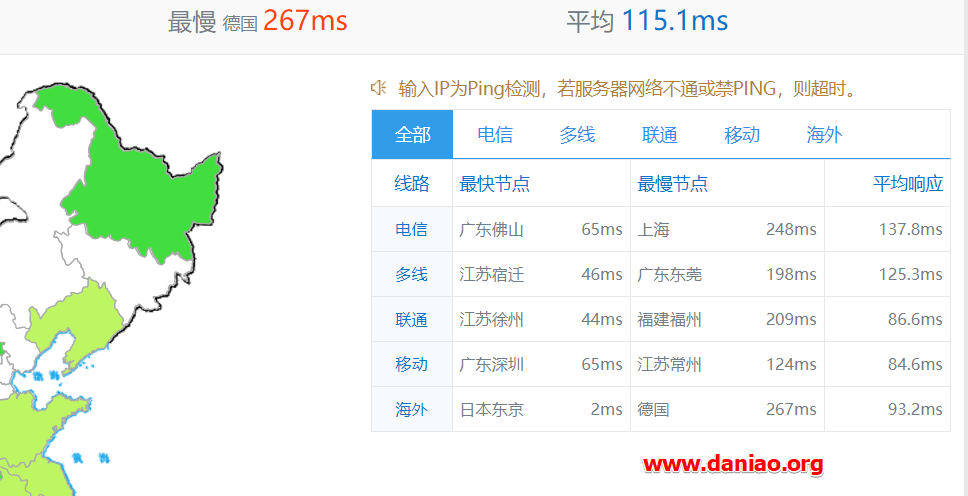 最慢 德国 267ms 平均 115.1ms
输入IP为Ping检测，若服务器网络不通或禁PING，则超时。
全部 电信 多线 联通 移动 海外
线路 最快节点 最慢节点 平均响应
电信 广东佛山 65ms 上海 248ms 137.8ms
多线 江苏宿迁 46ms 广东东莞 198ms 125.3ms
联通 江苏徐州 44ms 福建福州 209ms 86.6ms
移动 广东深圳 65ms 江苏常州 124ms 84.6ms
海外 日本东京 2ms 德国 267ms 93.2ms
渤 海
黄 海
www.daniao.org